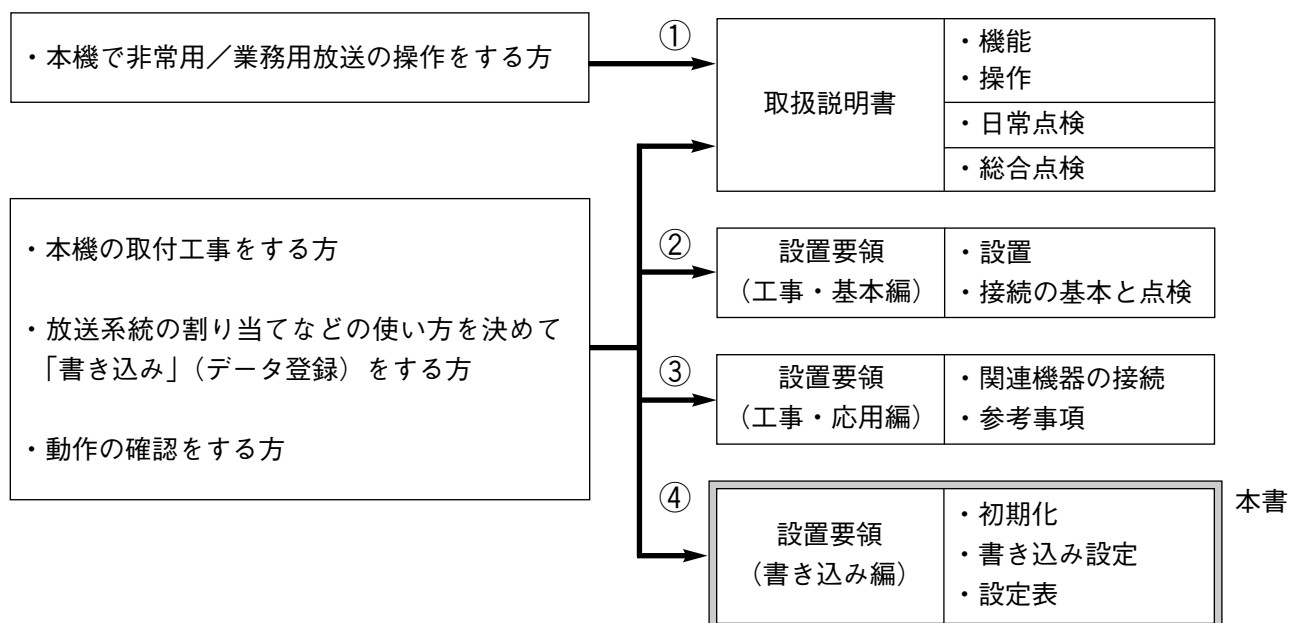 ・本機で非常用／業務用放送の操作をする方
①
取扱説明書
・機能
・操作
・日常点検
・総合点検
・本機の取付工事をする方
・放送系統の割り当てなどの使い方を決めて
「書き込み」（データ登録）をする方
・動作の確認をする方
②
設置要領
（工事・基本編）
・設置
・接続の基本と点検
③
設置要領
（工事・応用編）
・関連機器の接続
・参考事項
④
設置要領
（書き込み編）
・初期化
・書き込み設定
・設定表
本書